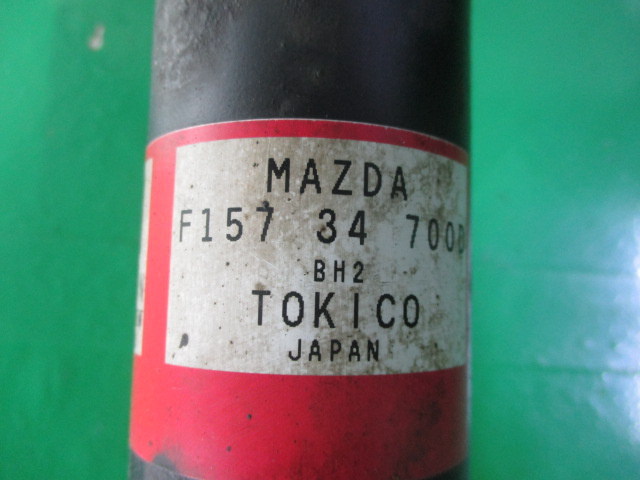 MAZDA
F157 34 700D
BH2
TOKICO
JAPAN